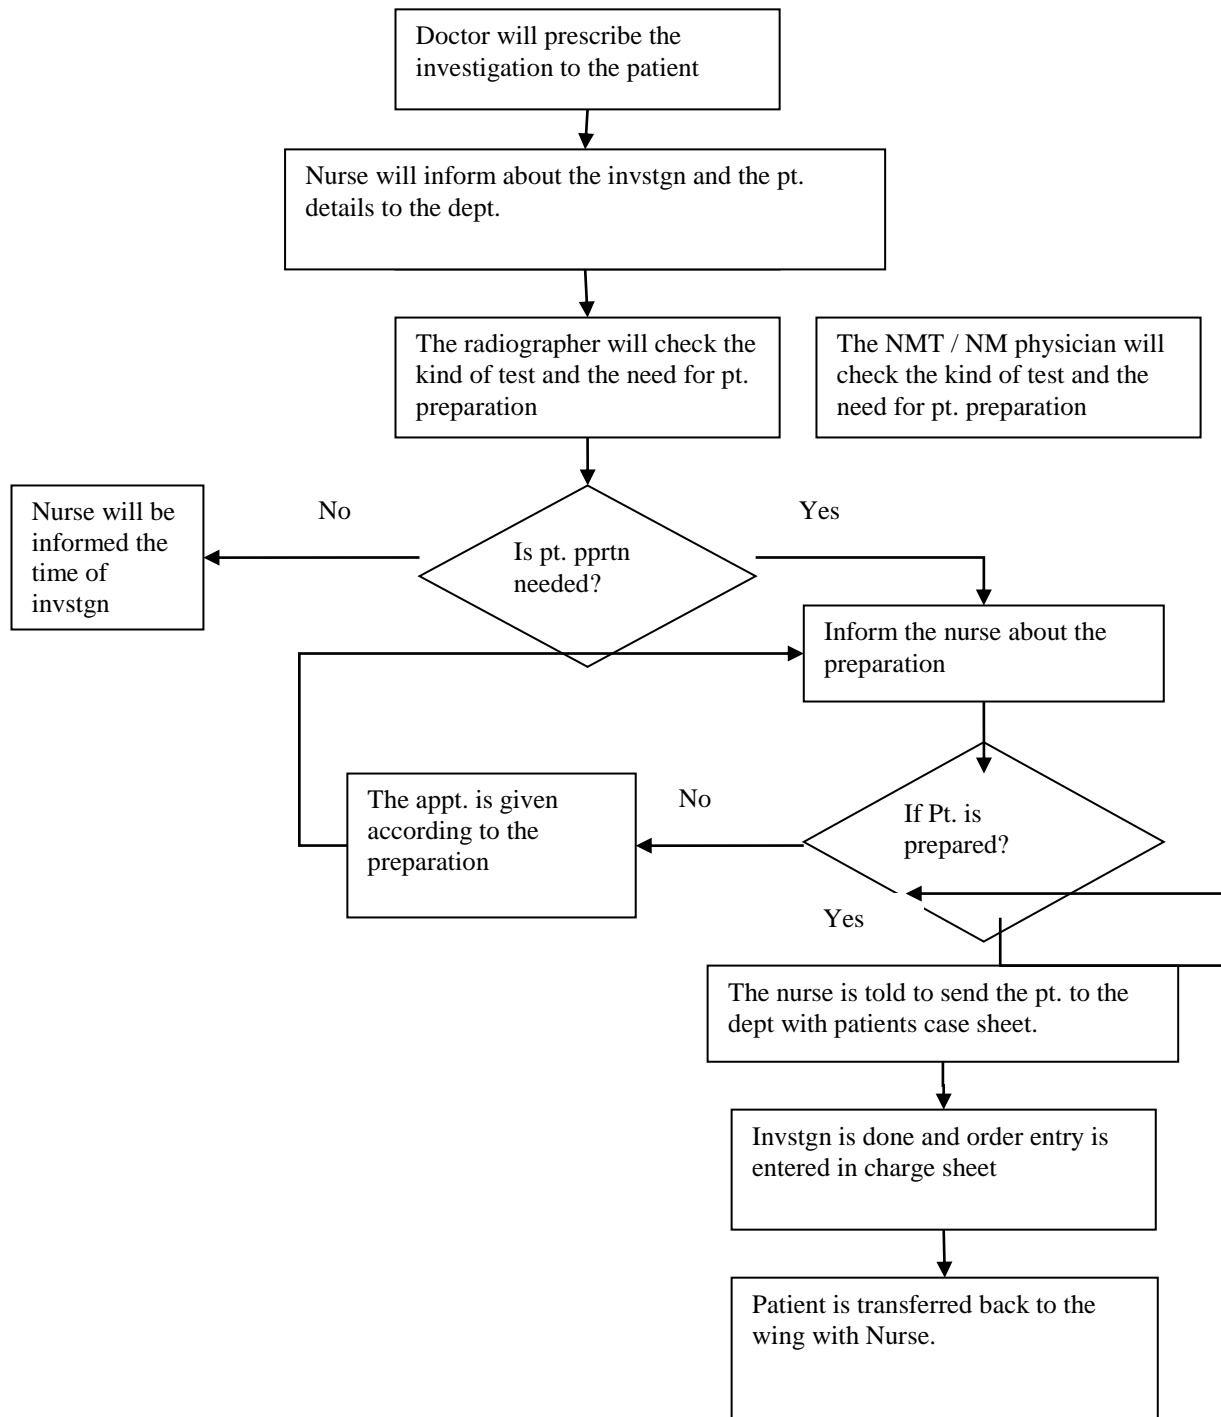 Doctor will prescribe the
investigation to the patient
Nurse will inform about the invstgn and the pt.
details to the dept.
The radiographer will check the
kind of test and the need for pt.
preparation
The NMT / NM physician will
check the kind of test and the
need for pt. preparation
No
Yes
Nurse will be
informed the
time of
invstgn
Is pt. pprtn
needed?
Inform the nurse about the
preparation
The appt. is given
according to the
preparation
No
If Pt. is
prepared?
Yes
The nurse is told to send the pt. to the
dept with patients case sheet.
Invstgn is done and order entry is
entered in charge sheet
Patient is transferred back to the
wing with Nurse.